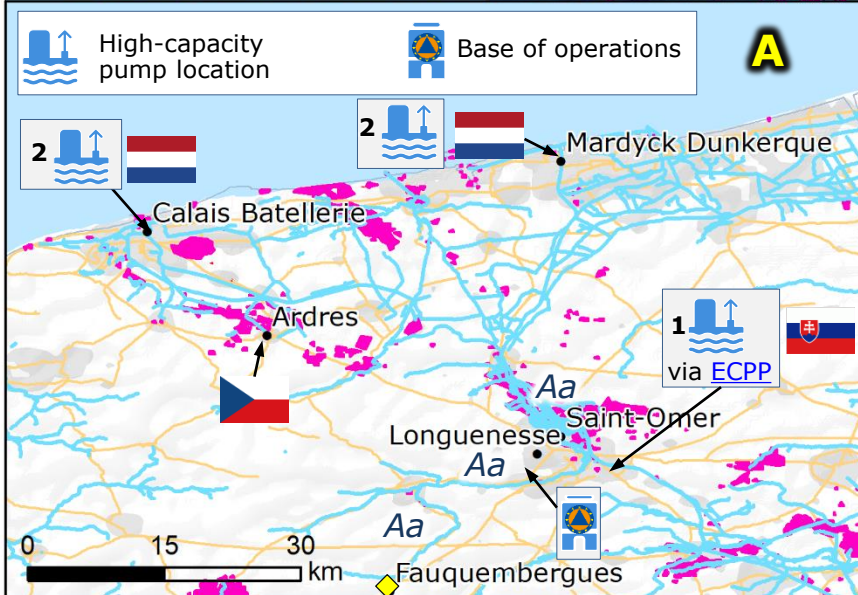 High-capacity
pump location
Base of operations
A
2
2
Mardyck Dunkerque
Calais Batellerie
Ardres
1
via ECPP
Aa
Saint-Omer
Longuenesse
Aa
Aa
0 15 30
km
Fauquembergues